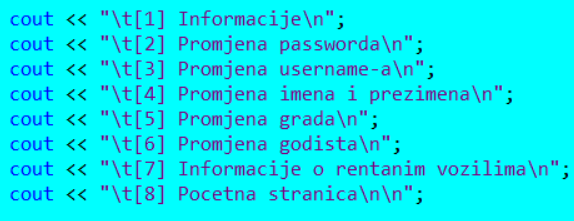 cout << "\t[1] Informacije\n";
cout << "\t[2] Promjena passworda\n";
cout << "\t[3] Promjena username-a\n";
cout << "\t[4] Promjena imena i prezimena\n";
cout << "\t[5] Promjena grada\n";
cout << "\t[6] Promjena godista\n";
cout << "\t[7] Informacije o rentanim vozilima\n";
cout << "\t[8] Pocetna stranica\n\n";